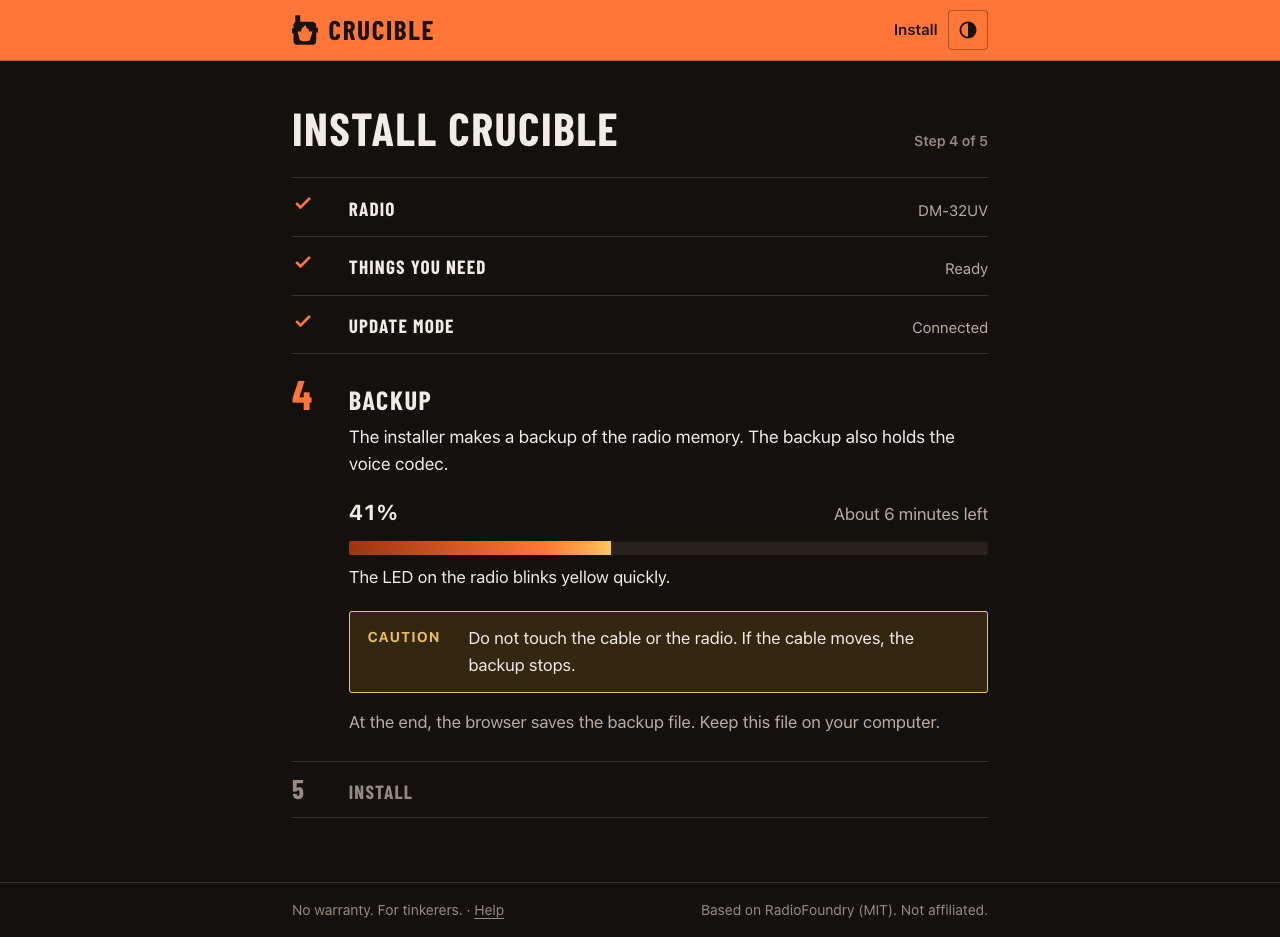 CRUCIBLE
Install
INSTALL CRUCIBLE
Step 4 of 5
RADIO
DM-32UV
THINGS YOU NEED
Ready
UPDATE MODE
Connected
4
BACKUP
The installer makes a backup of the radio memory. The backup also holds the
voice codec.
41%
About 6 minutes left
The LED on the radio blinks yellow quickly.
CAUTION
Do not touch the cable or the radio. If the cable moves, the
backup stops.
At the end, the browser saves the backup file. Keep this file on your computer.
5
INSTALL
No warranty. For tinkerers. · Help
Based on RadioFoundry (MIT). Not affiliated.